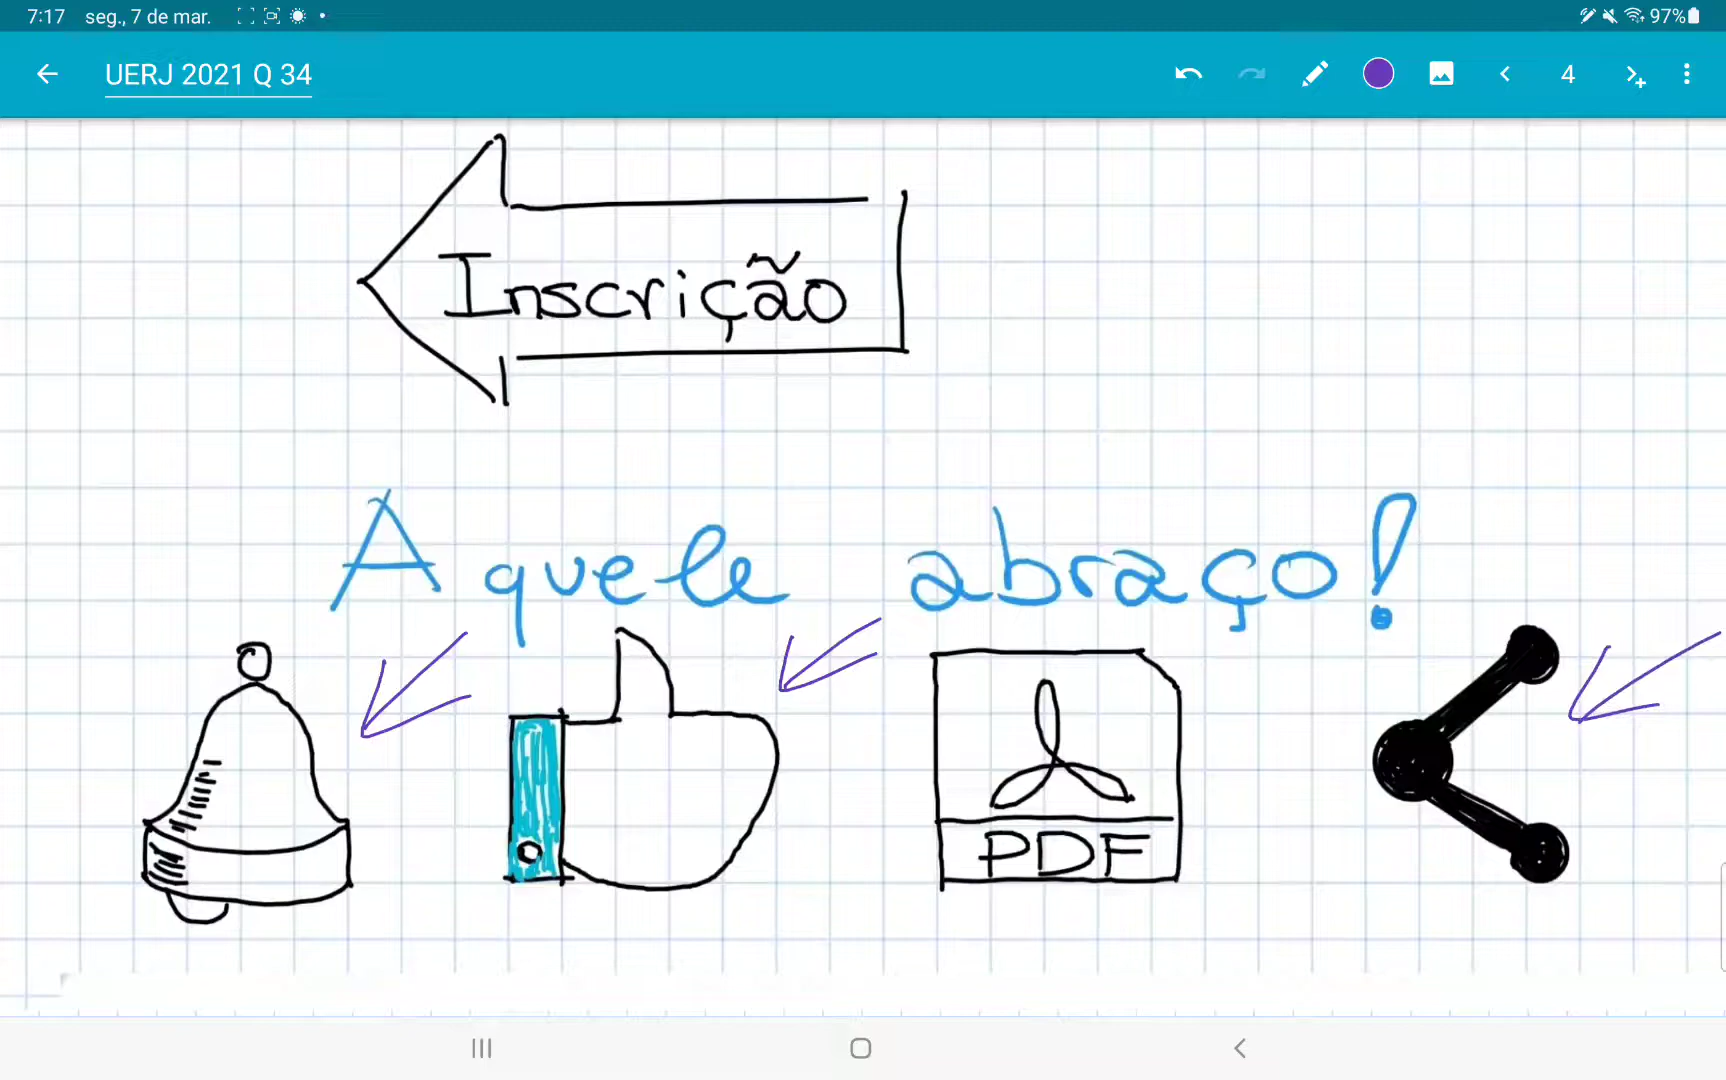 7:17 seg., 7 de mar. 97%
UERJ 2021 Q 34 4
Inscrição
Aquele abraço!
PDF